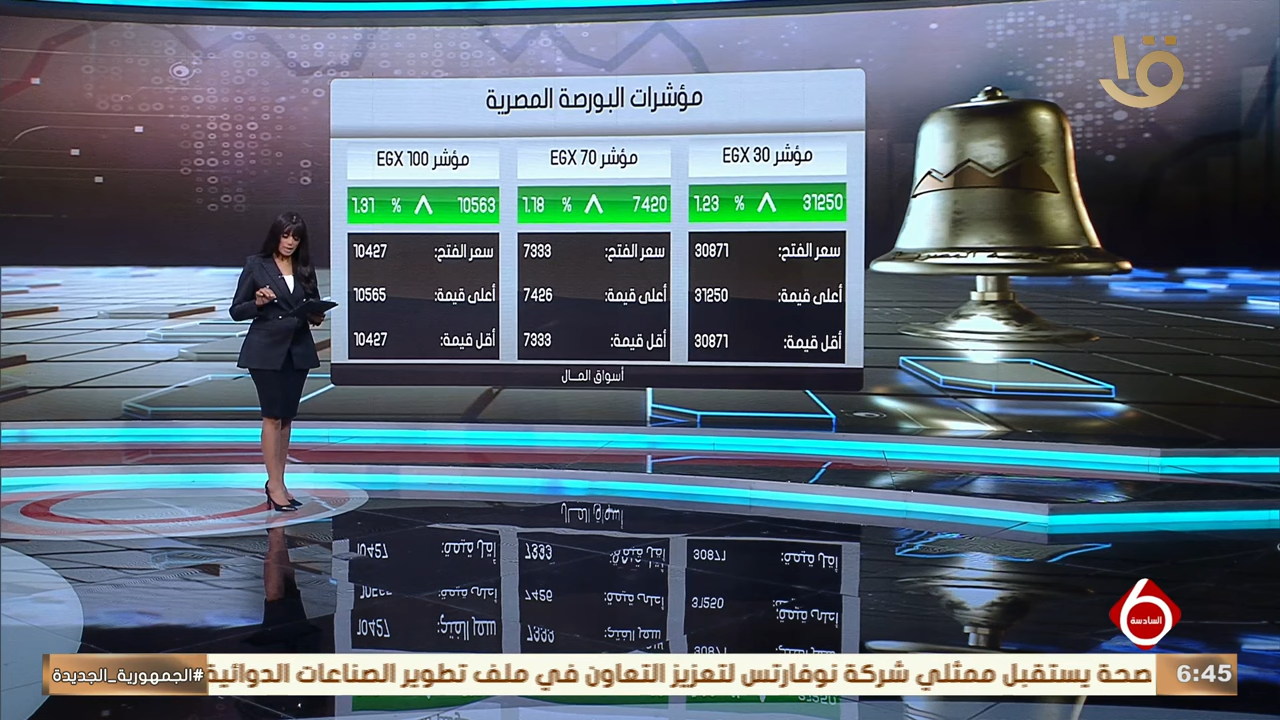 مؤشرات البورصة المصرية
مؤشر EGX 30
31250 % 1.23
سعر الفتح: 30871
أعلى قيمة: 31250
أقل قيمة: 30871
مؤشر EGX 70
7420 % 1.18
سعر الفتح: 7333
أعلى قيمة: 7426
أقل قيمة: 7333
مؤشر EGX 100
10563 % 1.31
سعر الفتح: 10427
أعلى قيمة: 10565
أقل قيمة: 10427
أسواق المــال
6
السادسة
6:45
صحة يستقبل ممثلي شركة نوفارتس لتعزيز التعاون في ملف تطوير الصناعات الدوائية
#الجمهورية_الجديدة